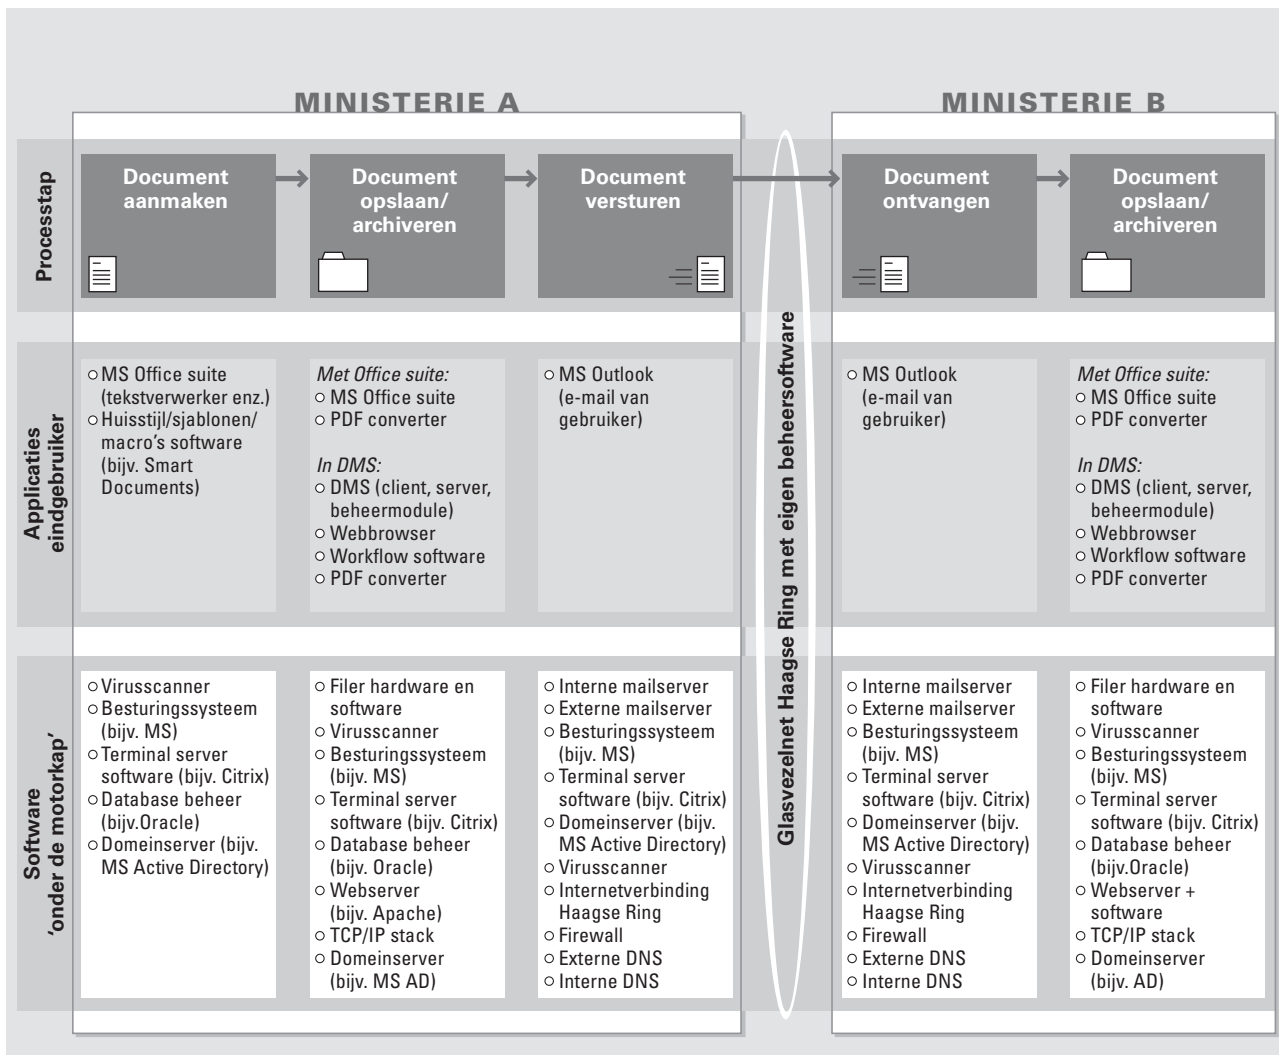 MINISTERIE A
MINISTERIE B
Processtap
Document
aanmaken
Document
opslaan/
archiveren
Document
versturen
Document
ontvangen
Document
opslaan/
archiveren
Glasvezelnet Haagse Ring met eigen beheersoftware
Applicaties
eindgebruiker
MS Office suite
(tekstverwerker enz.)
Huisstijl/sjablonen/
macro's software
(bijv. Smart
Documents)
Met Office suite:
MS Office suite
PDF converter
In DMS:
DMS (client, server,
beheermodule)
Webbrowser
Workflow software
PDF converter
MS Outlook
(e-mail van
gebruiker)
MS Outlook
(e-mail van
gebruiker)
Met Office suite:
MS Office suite
PDF converter
In DMS:
DMS (client, server,
beheermodule)
Webbrowser
Workflow software
PDF converter
Software
‘onder de motorkap’
Virusscanner
Besturingssysteem
(bijv. MS)
Terminal server
software (bijv. Citrix)
Database beheer
(bijv.Oracle)
Domeinserver (bijv.
MS Active Directory)
Filer hardware en
software
Virusscanner
Besturingssysteem
(bijv. MS)
Terminal server
software (bijv. Citrix)
Database beheer
(bijv. Oracle)
Webserver
(bijv. Apache)
TCP/IP stack
Domeinserver
(bijv. MS AD)
Interne mailserver
Externe mailserver
Besturingssysteem
(bijv. MS)
Terminal server
software (bijv. Citrix)
Domeinserver (bijv.
MS Active Directory)
Virusscanner
Internetverbinding
Haagse Ring
Firewall
Externe DNS
Interne DNS
Interne mailserver
Externe mailserver
Besturingssysteem
(bijv. MS)
Terminal server
software (bijv. Citrix)
Domeinserver (bijv.
MS Active Directory)
Virusscanner
Internetverbinding
Haagse Ring
Firewall
Externe DNS
Interne DNS
Filer hardware en
software
Virusscanner
Besturingssysteem
(bijv. MS)
Terminal server
software (bijv. Citrix)
Database beheer
(bijv.Oracle)
Webserver +
software
TCP/IP stack
Domeinserver
(bijv. AD)